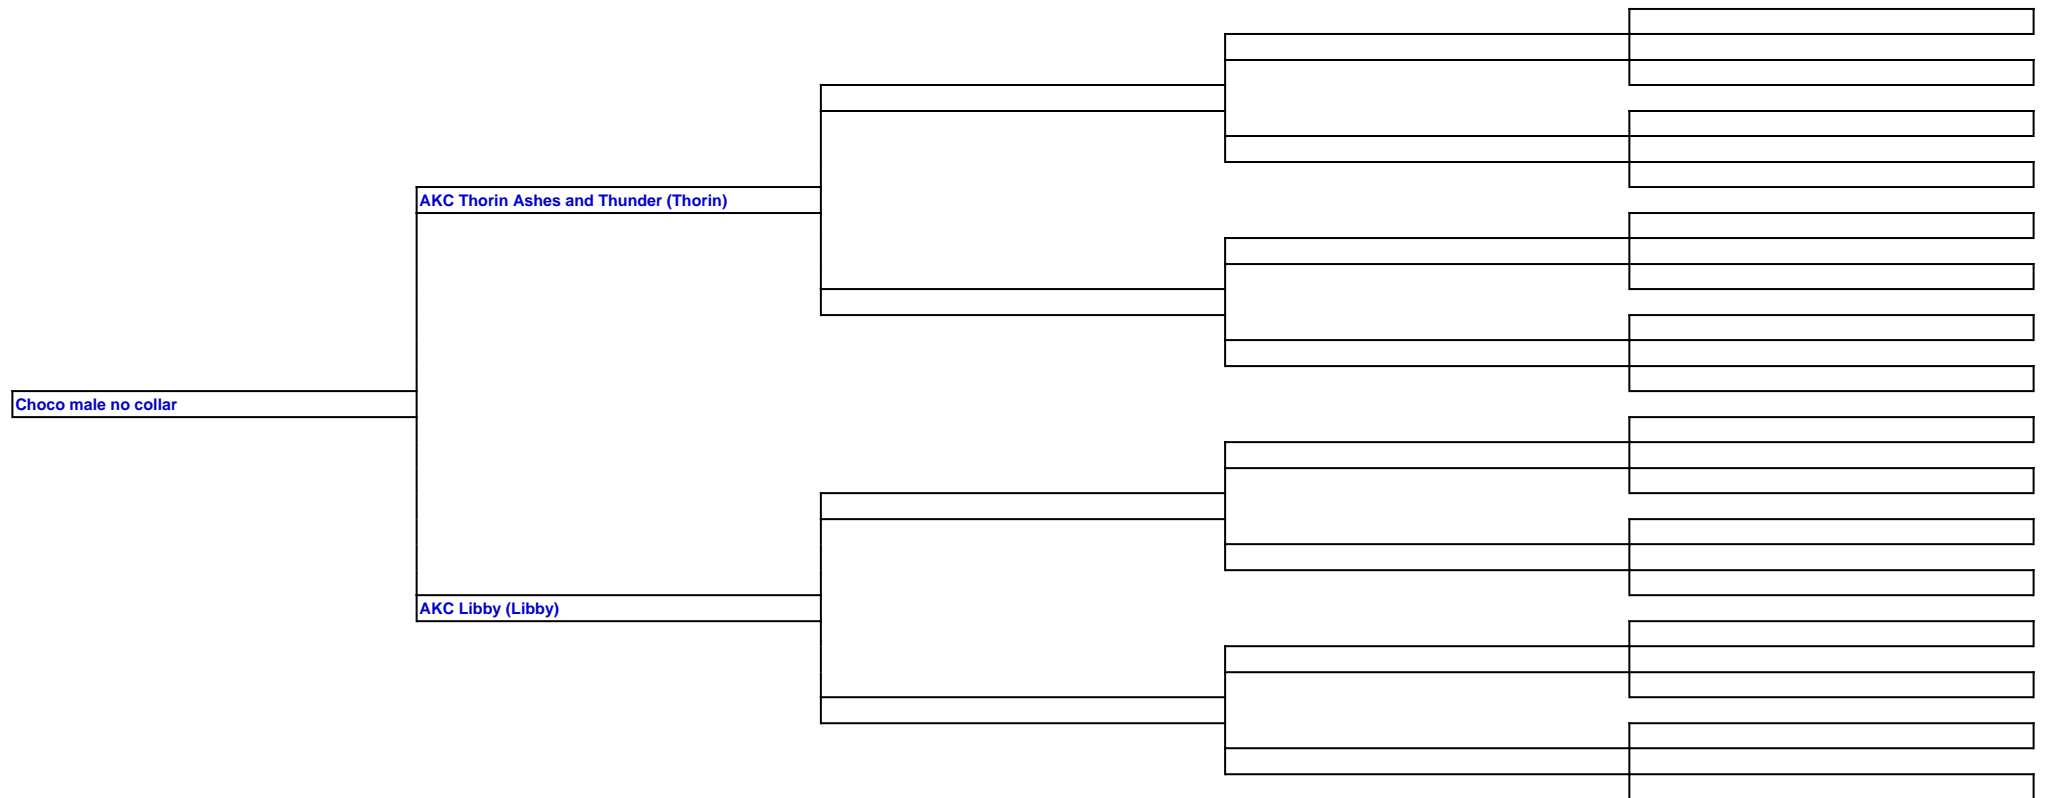 AKC Thorin Ashes and Thunder (Thorin)
Choco male no collar
AKC Libby (Libby)